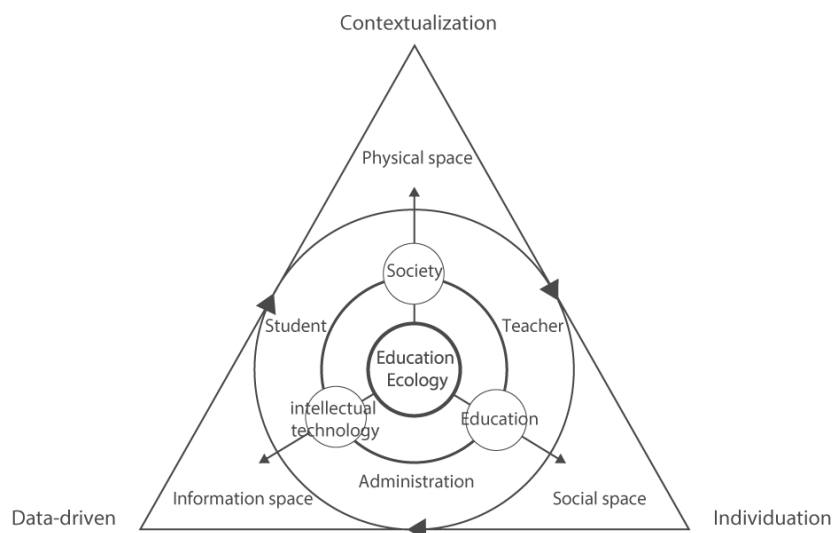 Contextualization
Physical space
Society
Student
Teacher
Education
Ecology
intellectual
technology
Education
Administration
Information space
Social space
Data-driven
Individuation